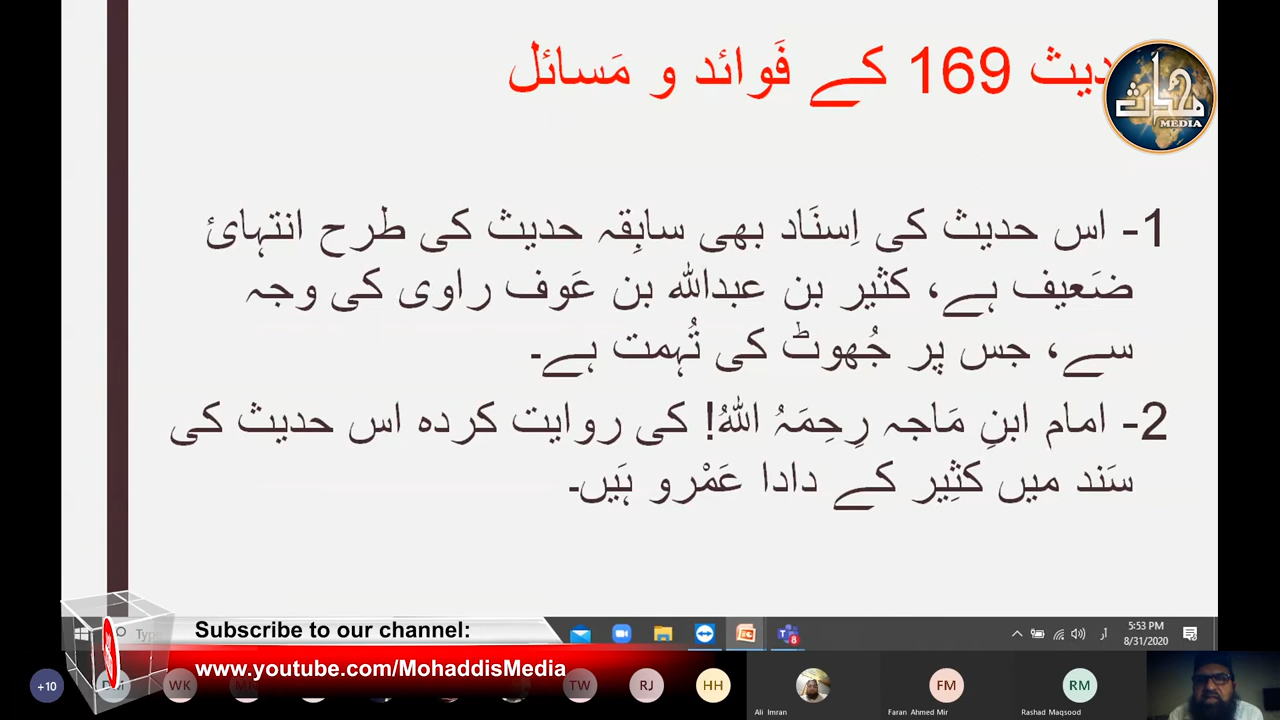 حدیث 169 کے فَوائد و مَسائل
محدث
MEDIA
1- اس حدیث کی اِسنَاد بھی سابِقہ حدیث کی طرح انتہائ
ضَعیف ہے، کثیر بن عبداللہ بن عَوف راوی کی وجہ
سے، جس پر جُھوٹ کی تُہمت ہے۔
2- امام ابنِ مَاجہ رِحِمَہُ اللہُ! کی روایت کردہ اس حدیث کی
سَند میں کثِیر کے دادا عَمْرو ہَیں۔
Subscribe to our channel:
www.youtube.com/MohaddisMedia
5:53 PM
8/31/2020
+10
WK
TW
RJ
HH
FM
RM
Ali Imran
Faran Ahmed Mir
Rashad Maqsood